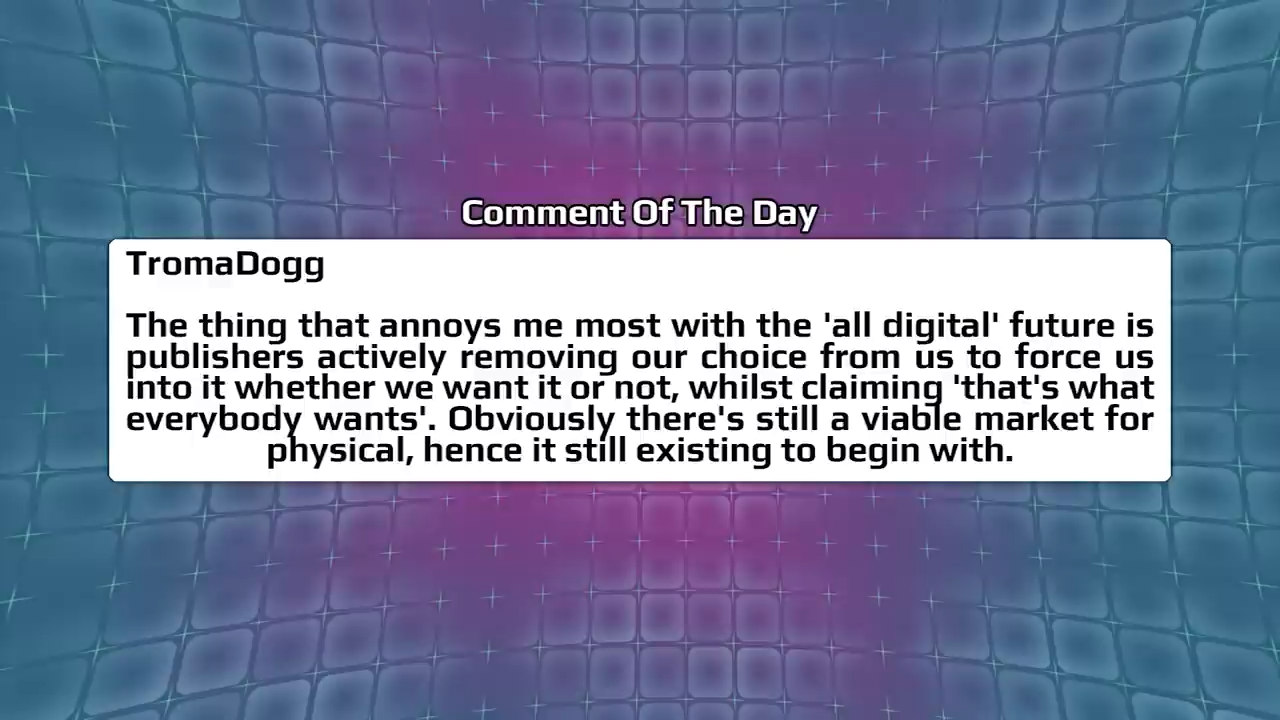 Comment Of The Day
TromaDogg
The thing that annoys me most with the 'all digital' future is
publishers actively removing our choice from us to force us
into it whether we want it or not, whilst claiming 'that's what
everybody wants'. Obviously there's still a viable market for
physical, hence it still existing to begin with.